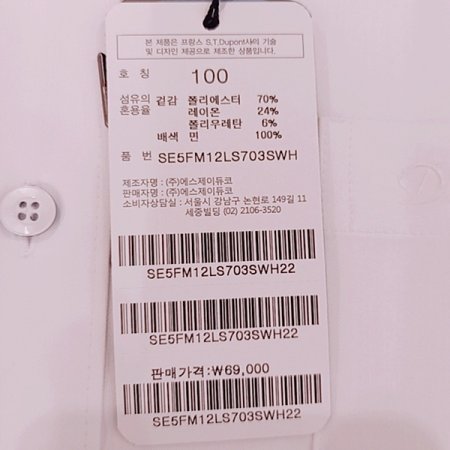 본 제품은 프랑스 S.T.Dupont사의 기술
및 디자인 제공으로 제조한 상품입니다.
호 칭 100
섬유의 겉감 폴리에스터 70%
혼용율 레이온 24%
폴리우레탄 6%
배색 면 100%
품 번 SE5FM12LS703SWH
제조자명 : (주)에스제이듀코
판매자명 : (주)에스제이듀코
소비자상담실 : 서울시 강남구 논현로 149길 11
세중빌딩 (02) 2106-3520
SE5FM12LS703SWH22
SE5FM12LS703SWH22
판매가격:₩69,000
SE5FM12LS703SWH22